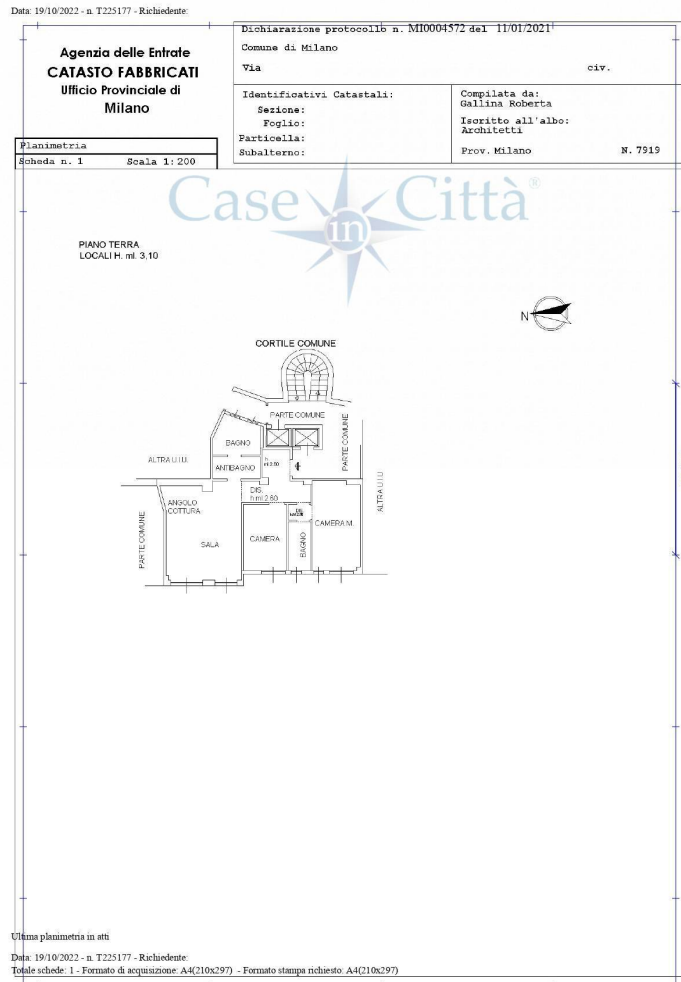 Data: 19/10/2022 - n. T225177 - Richiedente:
Agenzia delle Entrate
CATASTO FABBRICATI
Ufficio Provinciale di
Milano
Dichiarazione protocollo n. MI0004572 del 11/01/2021
Comune di Milano
Via civ.
Identificativi Catastali:
Sezione:
Foglio:
Particella:
Subalterno:
Compilata da:
Gallina Roberta
Iscritto all'albo:
Architetti
Prov. Milano N. 7919
Planimetria
Scheda n. 1 Scala 1:200
Case in Città®
PIANO TERRA
LOCALI H. ml. 3,10
N
CORTILE COMUNE
PARTE COMUNE
PARTE COMUNE
BAGNO
ALTRA U.I.U.
ANTIBAGNO
h
ml 2.60
DIS.
h ml 2.60
ALTRA U.I.U
ANGOLO
COTTURA
PARTE COMUNE
SALA
CAMERA
BAGNO
CAMERA M.
Ultima planimetria in atti
Data: 19/10/2022 - n. T225177 - Richiedente:
Totale schede: 1 - Formato di acquisizione: A4(210x297) - Formato stampa richiesto: A4(210x297)